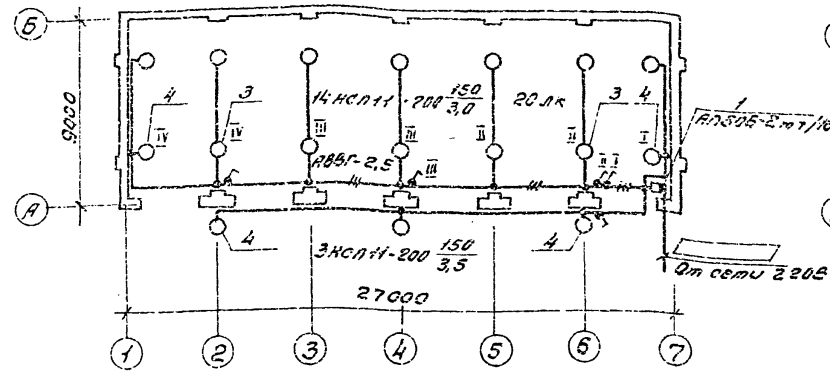 Б
4
3
14 НСП11-200 150/3,0 20 лк
3 4
1
АП50Б-2мт/
9000
IV IV III III II II I
АВВГ-2,5
III
II I
А
4
3 НСП11-200 150/3,5
4
I
От сети 220В
27000
1 2 3 4 5 6 7